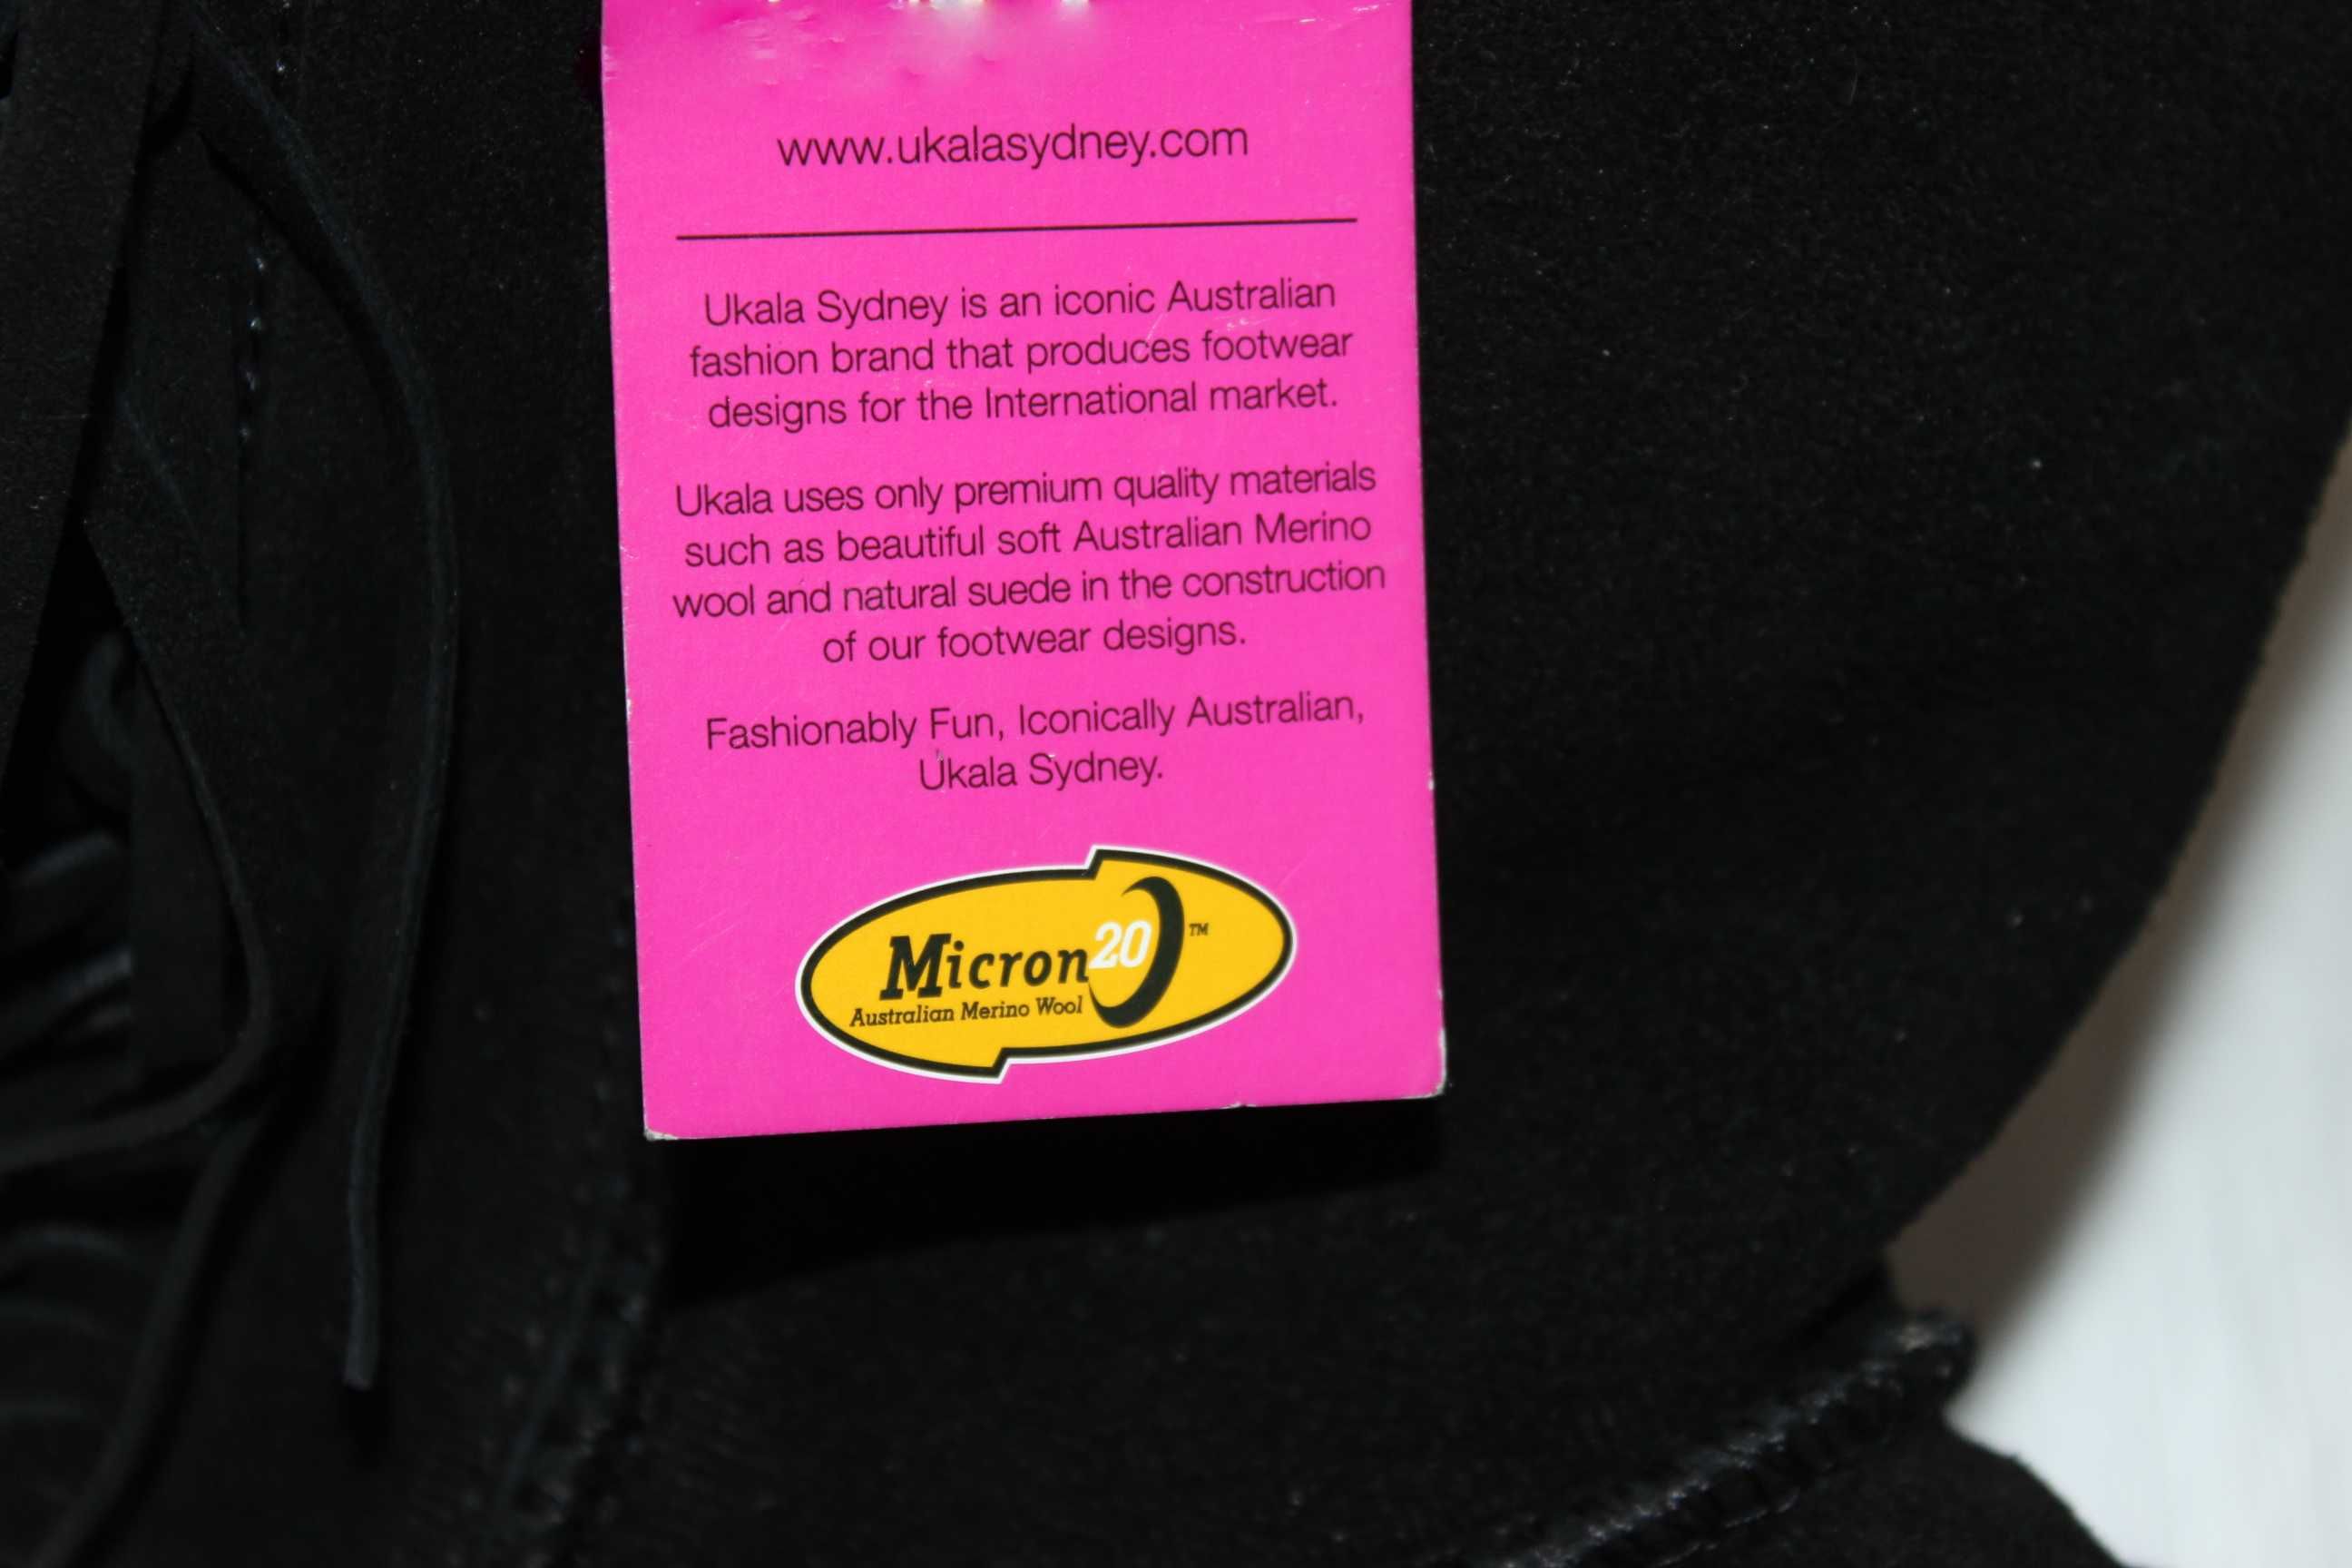 www.ukalasydney.com
Ukala Sydney is an iconic Australian
fashion brand that produces footwear
designs for the International market.
Ukala uses only premium quality materials
such as beautiful soft Australian Merino
wool and natural suede in the construction
of our footwear designs.
Fashionably Fun, Iconically Australian,
Ukala Sydney.
Micron20 ™
Australian Merino Wool